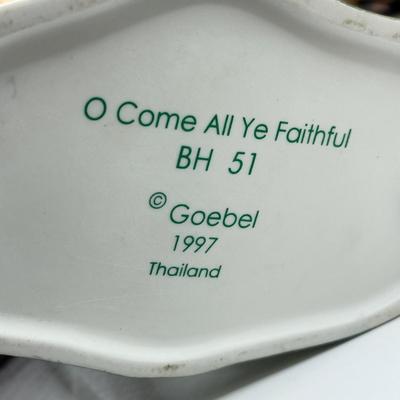 O Come All Ye Faithful
BH 51
© Goebel
1997
Thailand